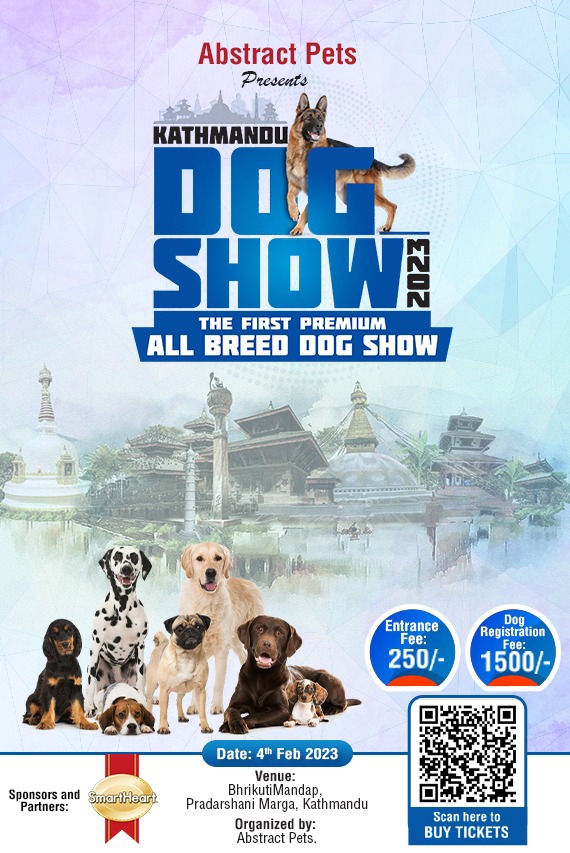 Abstract Pets
Presents
KATHMANDU
DOG
SHOW
2023
THE FIRST PREMIUM
ALL BREED DOG SHOW
Entrance
Fee:
250/-
Dog
Registration
Fee:
1500/-
Date: 4th Feb 2023
Sponsors and
Partners:
SmartHeart
Venue:
BhrikutiMandap,
Pradarshani Marga, Kathmandu
Organized by:
Abstract Pets.
Scan here to
BUY TICKETS